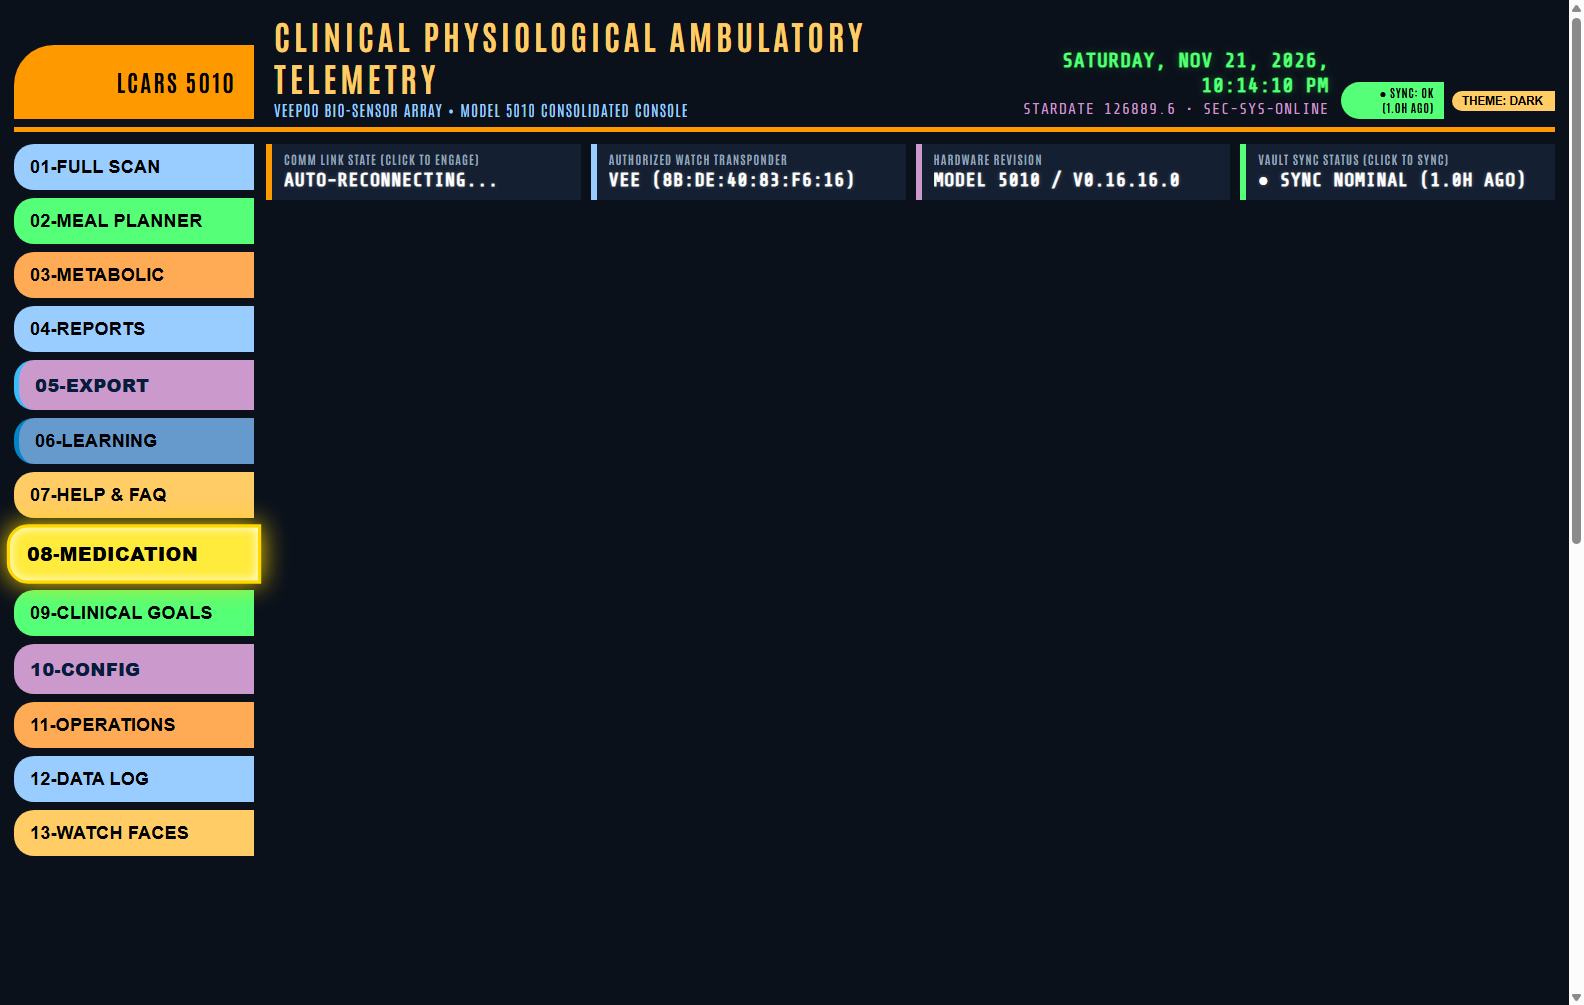 LCARS 5010
CLINICAL PHYSIOLOGICAL AMBULATORY
TELEMETRY
VEEPOO BIO-SENSOR ARRAY • MODEL 5010 CONSOLIDATED CONSOLE
SATURDAY, NOV 21, 2026,
10:14:10 PM
STARDATE 126889.6 · SEC-SYS-ONLINE
● SYNC: OK
(1.0H AGO)
THEME: DARK
01-FULL SCAN
02-MEAL PLANNER
03-METABOLIC
04-REPORTS
05-EXPORT
06-LEARNING
07-HELP & FAQ
08-MEDICATION
09-CLINICAL GOALS
10-CONFIG
11-OPERATIONS
12-DATA LOG
13-WATCH FACES
COMM LINK STATE (CLICK TO ENGAGE)
AUTO-RECONNECTING...
AUTHORIZED WATCH TRANSPONDER
VEE (8B:DE:40:83:F6:16)
HARDWARE REVISION
MODEL 5010 / V0.16.16.0
VAULT SYNC STATUS (CLICK TO SYNC)
● SYNC NOMINAL (1.0H AGO)